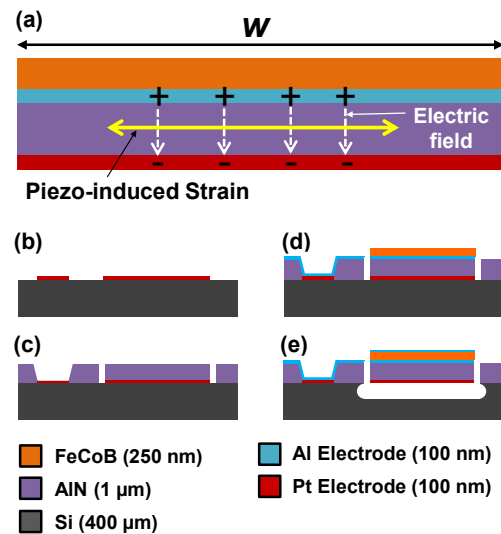 (a)
W
+ + + +
Electric
field
- - - -
Piezo-induced Strain
(b)
(d)
(c)
(e)
FeCoB (250 nm)
Al Electrode (100 nm)
AlN (1 µm)
Pt Electrode (100 nm)
Si (400 µm)